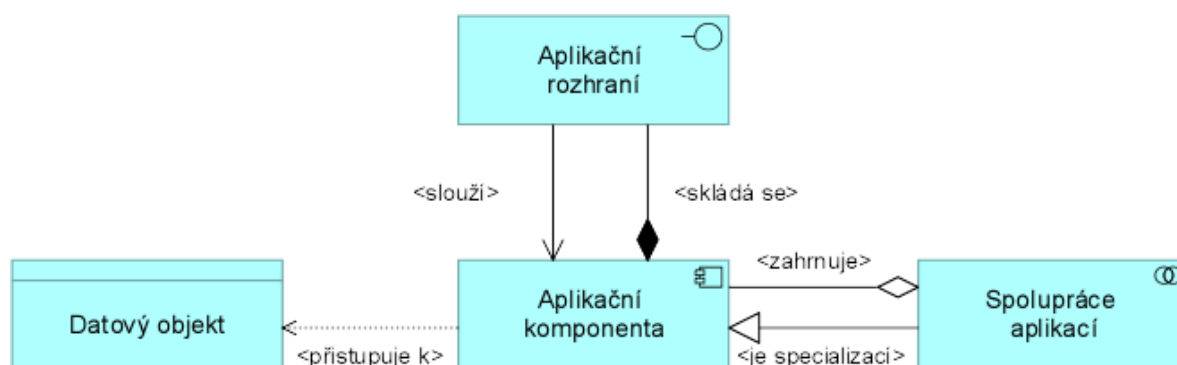 Aplikační
rozhraní
<slouží>
<skládá se>
<zahrnuje>
Datový objekt
Aplikační
komponenta
Spolupráce
aplikací
<přistupuje k>
<je specializací>